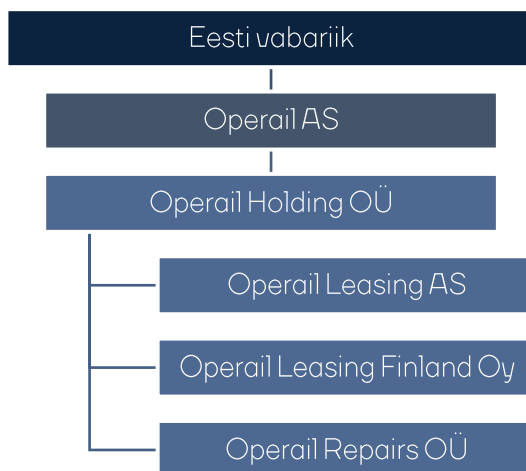 Eesti vabariik
Operail AS
Operail Holding OÜ
Operail Leasing AS
Operail Leasing Finland Oy
Operail Repairs OÜ